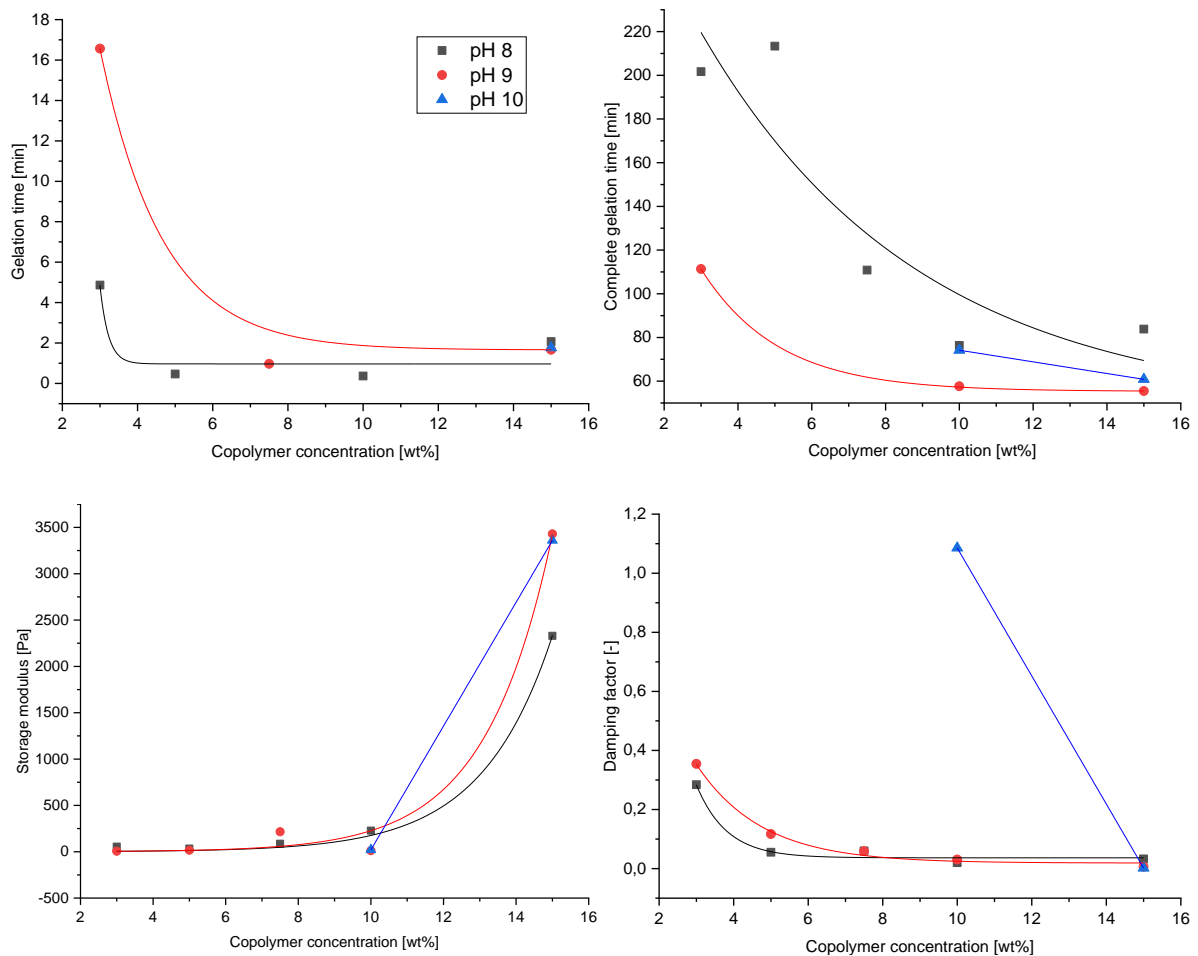 18
16
14
12
10
8
6
4
2
0
Gelation time [min]
pH 8
pH 9
pH 10
2 4 6 8 10 12 14 16
Copolymer concentration [wt%]
220
200
180
160
140
120
100
80
60
Complete gelation time [min]
2 4 6 8 10 12 14 16
Copolymer concentration [wt%]
3500
3000
2500
2000
1500
1000
500
0
-500
Storage modulus [Pa]
2 4 6 8 10 12 14 16
Copolymer concentration [wt%]
1,2
1,0
0,8
0,6
0,4
0,2
0,0
Damping factor [-]
2 4 6 8 10 12 14 16
Copolymer concentration [wt%]